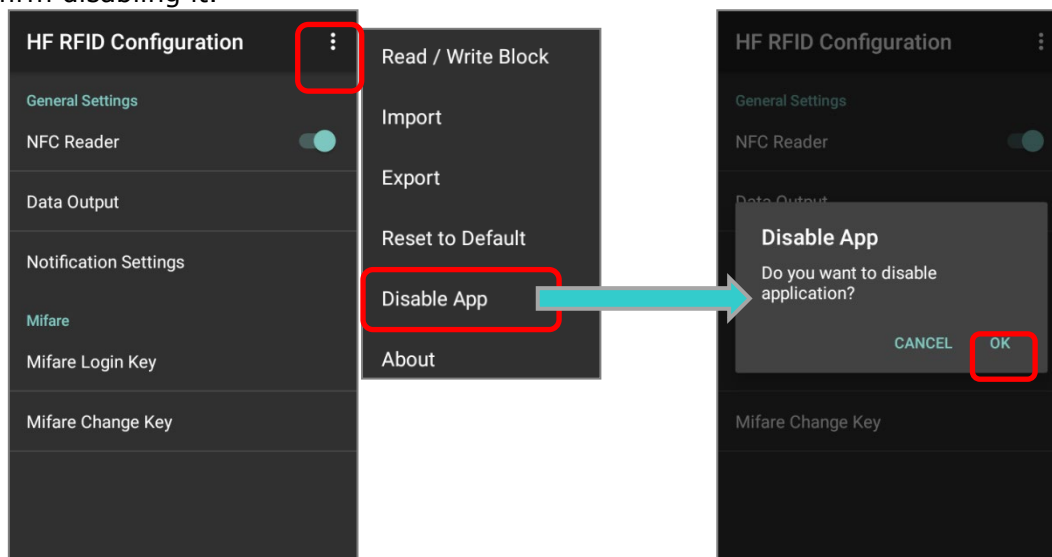 HF RFID Configuration
General Settings
NFC Reader
Data Output
Notification Settings
Mifare
Mifare Login Key
Mifare Change Key
Read / Write Block
Import
Export
Reset to Default
Disable App
About
HF RFID Configuration
General Settings
NFC Reader
Data Output
Disable App
Do you want to disable
application?
CANCEL OK
Mifare Change Key